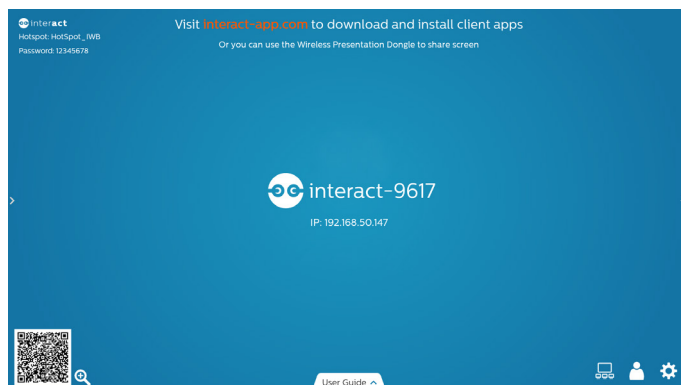 interact
Hotspot: HotSpot_IWB
Password: 12345678
Visit interact-app.com to download and install client apps
Or you can use the Wireless Presentation Dongle to share screen
interact-9617
IP: 192.168.50.147
User Guide